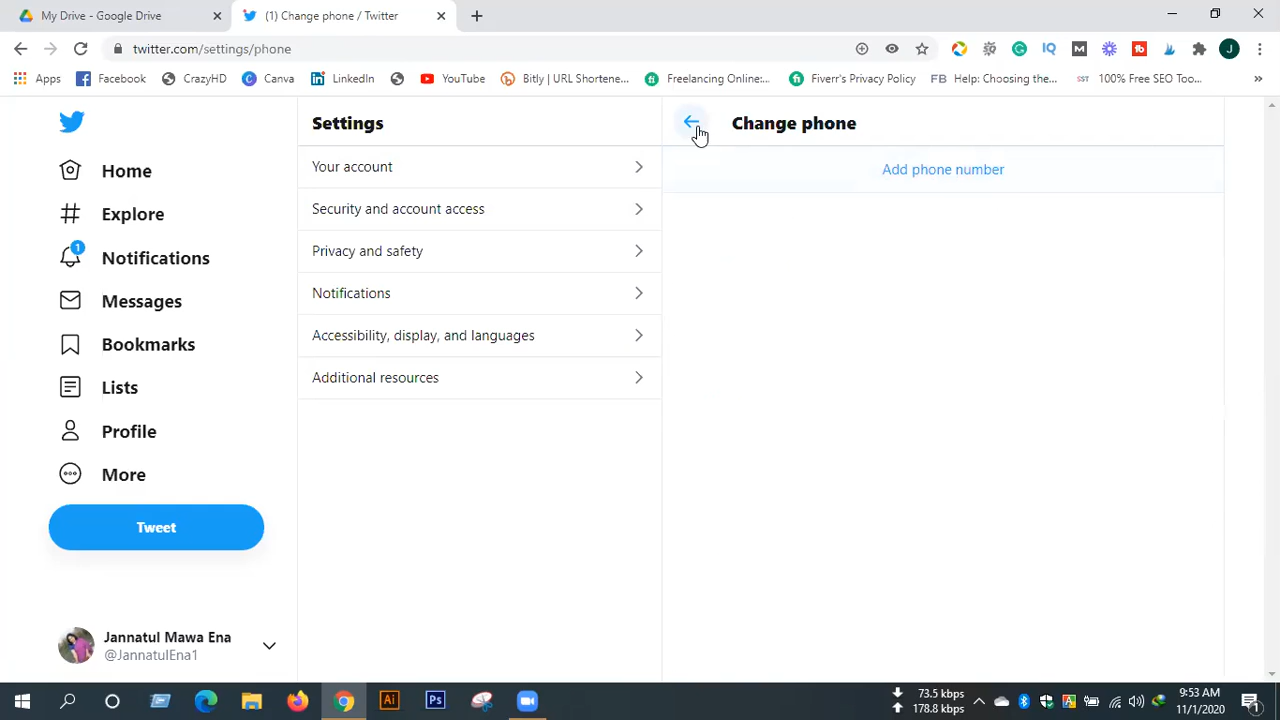 My Drive - Google Drive
(1) Change phone / Twitter
twitter.com/settings/phone
Apps
Facebook
CrazyHD
Canva
LinkedIn
YouTube
Bitly | URL Shortene...
Freelancing Online:...
Fiverr's Privacy Policy
FB Help: Choosing the...
SST 100% Free SEO Too...
Settings
Change phone
Your account
Add phone number
Home
Explore
Security and account access
Privacy and safety
1
Notifications
Notifications
Messages
Accessibility, display, and languages
Bookmarks
Additional resources
Lists
Profile
More
Tweet
Jannatul Mawa Ena
@JannatulEna1
73.5 kbps
178.8 kbps
9:53 AM
11/1/2020